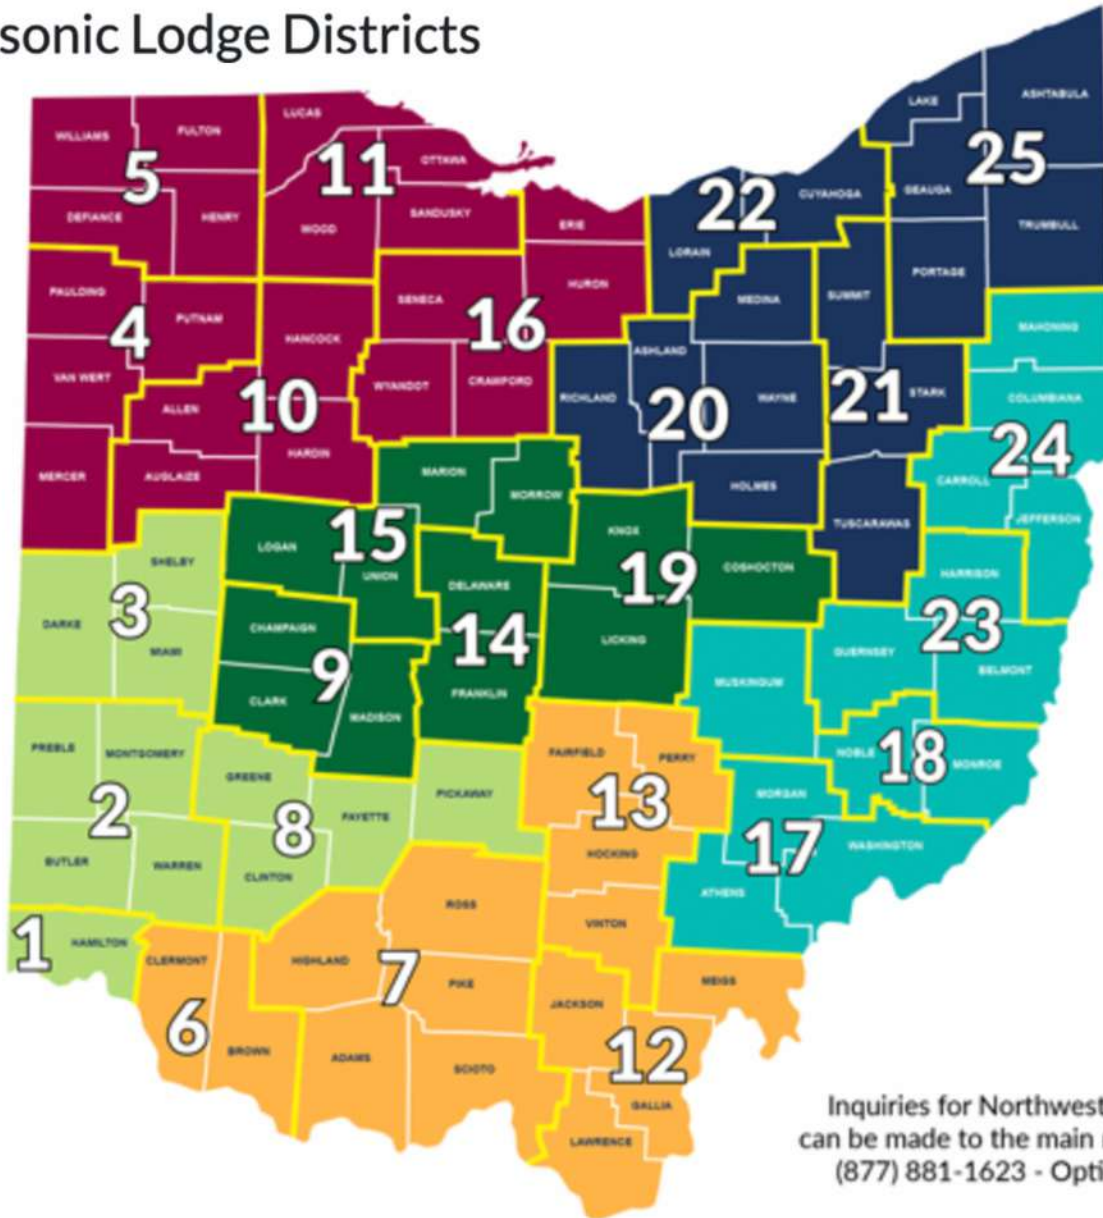 sonic Lodge Districts
WILLIAMS
FULTON
LUCAS
5
11
OTTAWA
DEFIANCE
HENRY
WOOD
SANDUSKY
ERIE
LAKE
ASHTABULA
25
22
CUYAHOGA
GEAUGA
LORAIN
TRUMBULL
PAULDING
4
PUTNAM
HANCOCK
SENECA
HURON
16
MEDINA
SUMMIT
PORTAGE
MAHONING
VAN WERT
ALLEN
10
WYANDOT
CRAWFORD
RICHLAND
ASHLAND
20
WAYNE
21
STARK
COLUMBIANA
24
MERCER
AUGLAIZE
HARDIN
MARION
MORROW
HOLMES
CARROLL
JEFFERSON
TUSCARAWAS
LOGAN
15
UNION
KNOX
19
COSHOCTON
SHELBY
DARKE
3
MIAMI
CHAMPAIGN
DELAWARE
14
LICKING
HARRISON
23
GUERNSEY
BELMONT
9
CLARK
MADISON
FRANKLIN
MUSKINGUM
PREBLE
MONTGOMERY
GREENE
PICKAWAY
FAIRFIELD
PERRY
13
NOBLE
18
MONROE
2
8
FAYETTE
MORGAN
17
WASHINGTON
BUTLER
WARREN
CLINTON
HOCKING
ATHENS
1
HAMILTON
CLERMONT
HIGHLAND
7
ROSS
VINTON
PIKE
MEIGS
JACKSON
6
BROWN
ADAMS
SCIOTO
12
GALLIA
LAWRENCE
Inquiries for Northwest
can be made to the main
(877) 881-1623 - Opti